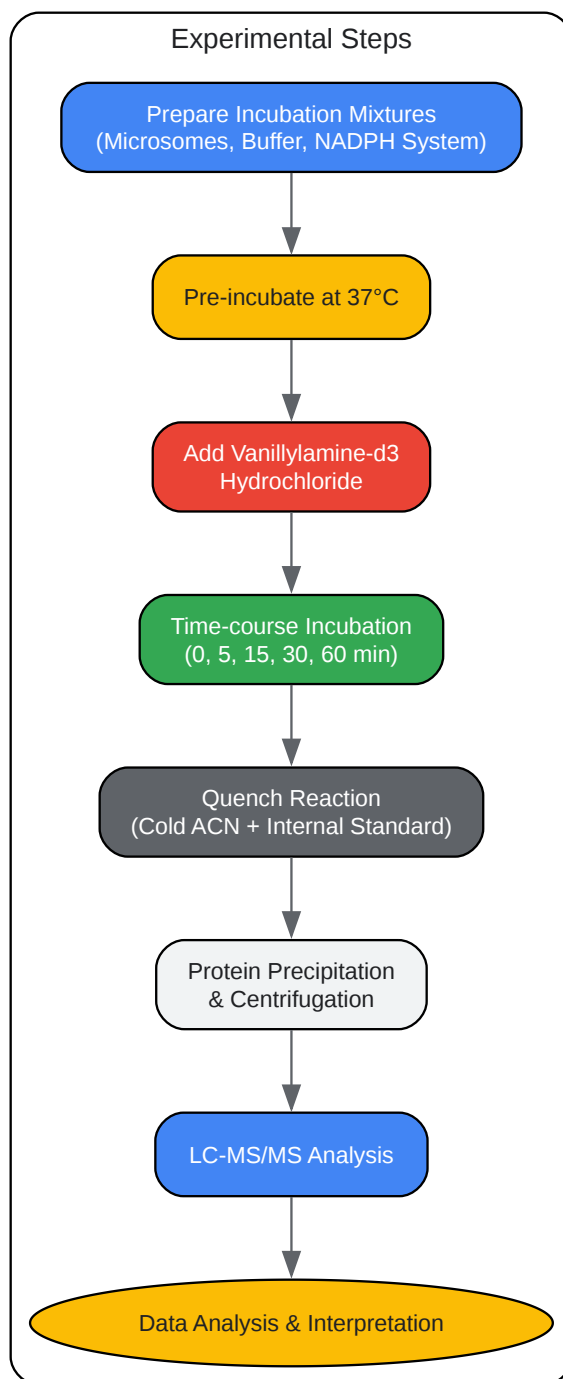 Experimental Steps
Prepare Incubation Mixtures
(Microsomes, Buffer, NADPH System)
Pre-incubate at 37°C
Add Vanillylamine-d3
Hydrochloride
Time-course Incubation
(0, 5, 15, 30, 60 min)
Quench Reaction
(Cold ACN + Internal Standard)
Protein Precipitation
& Centrifugation
LC-MS/MS Analysis
Data Analysis & Interpretation